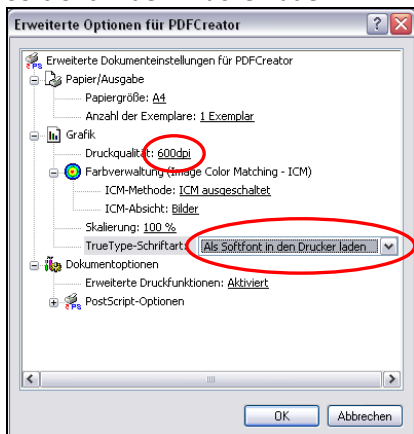 Erweiterte Optionen für PDFCreator
Erweiterte Dokumenteinstellungen für PDFCreator
Papier/Ausgabe
Papiergröße: A4
Anzahl der Exemplare: 1 Exemplar
Grafik
Druckqualität: 600dpi
Farbverwaltung (Image Color Matching - ICM)
ICM-Methode: ICM ausgeschaltet
ICM-Absicht: Bilder
Skalierung: 100 %
TrueType-Schriftart: Als Softfont in den Drucker laden
Dokumentoptionen
Erweiterte Druckfunktionen: Aktiviert
PostScript-Optionen
OK Abbrechen